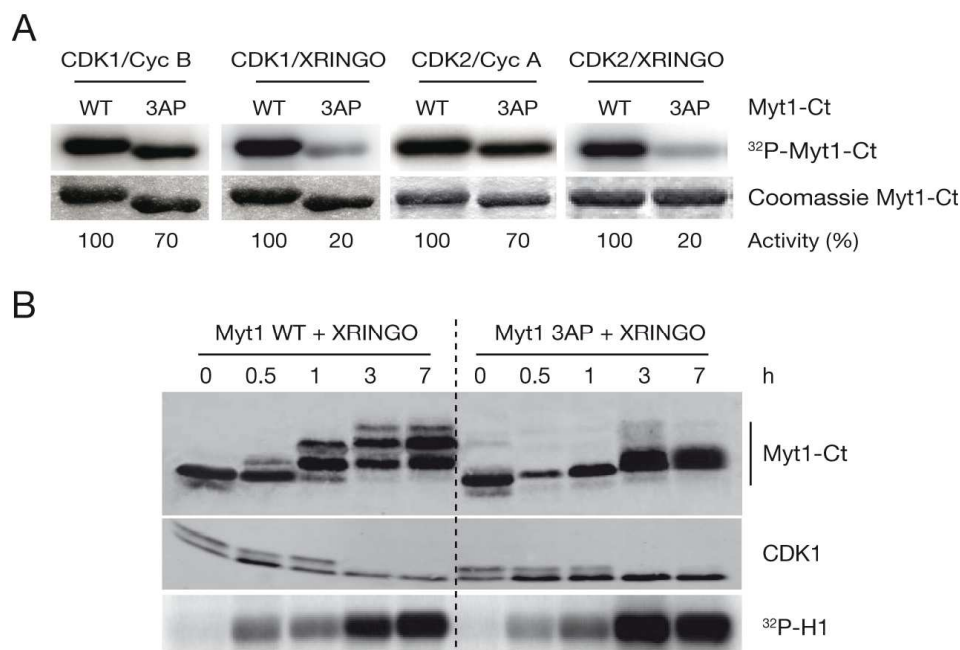 A
CDK1/Cyc B CDK1/XRINGO CDK2/Cyc A CDK2/XRINGO
WT 3AP WT 3AP WT 3AP WT 3AP Myt1-Ct
32P-Myt1-Ct
Coomassie Myt1-Ct
100 70 100 20 100 70 100 20 Activity (%)
B
Myt1 WT + XRINGO Myt1 3AP + XRINGO
0 0.5 1 3 7 0 0.5 1 3 7 h
Myt1-Ct
CDK1
32P-H1